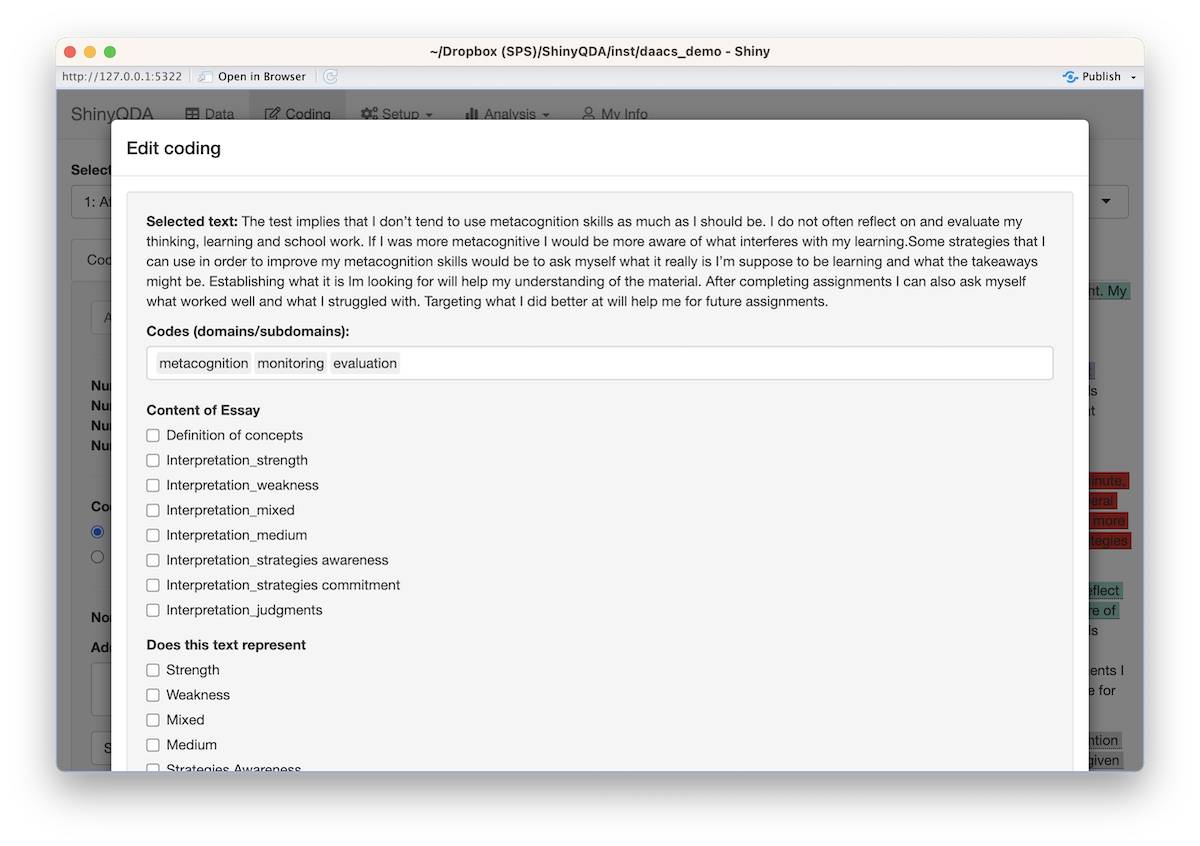 ~/Dropbox (SPS)/ShinyQDA/inst/daacs_demo - Shiny
http://127.0.0.1:5322 Open in Browser Publish
ShinyQDA Data Coding Setup Analysis My Info
Edit coding
Selected text: The test implies that I don’t tend to use metacognition skills as much as I should be. I do not often reflect on and evaluate my
thinking, learning and school work. If I was more metacognitive I would be more aware of what interferes with my learning.Some strategies that I
can use in order to improve my metacognition skills would be to ask myself what it really is I’m suppose to be learning and what the takeaways
might be. Establishing what it is Im looking for will help my understanding of the material. After completing assignments I can also ask myself
what worked well and what I struggled with. Targeting what I did better at will help me for future assignments.
Codes (domains/subdomains):
metacognition monitoring evaluation
Content of Essay
Definition of concepts
Interpretation_strength
Interpretation_weakness
Interpretation_mixed
Interpretation_medium
Interpretation_strategies awareness
Interpretation_strategies commitment
Interpretation_judgments
Does this text represent
Strength
Weakness
Mixed
Medium
Strategies Awareness